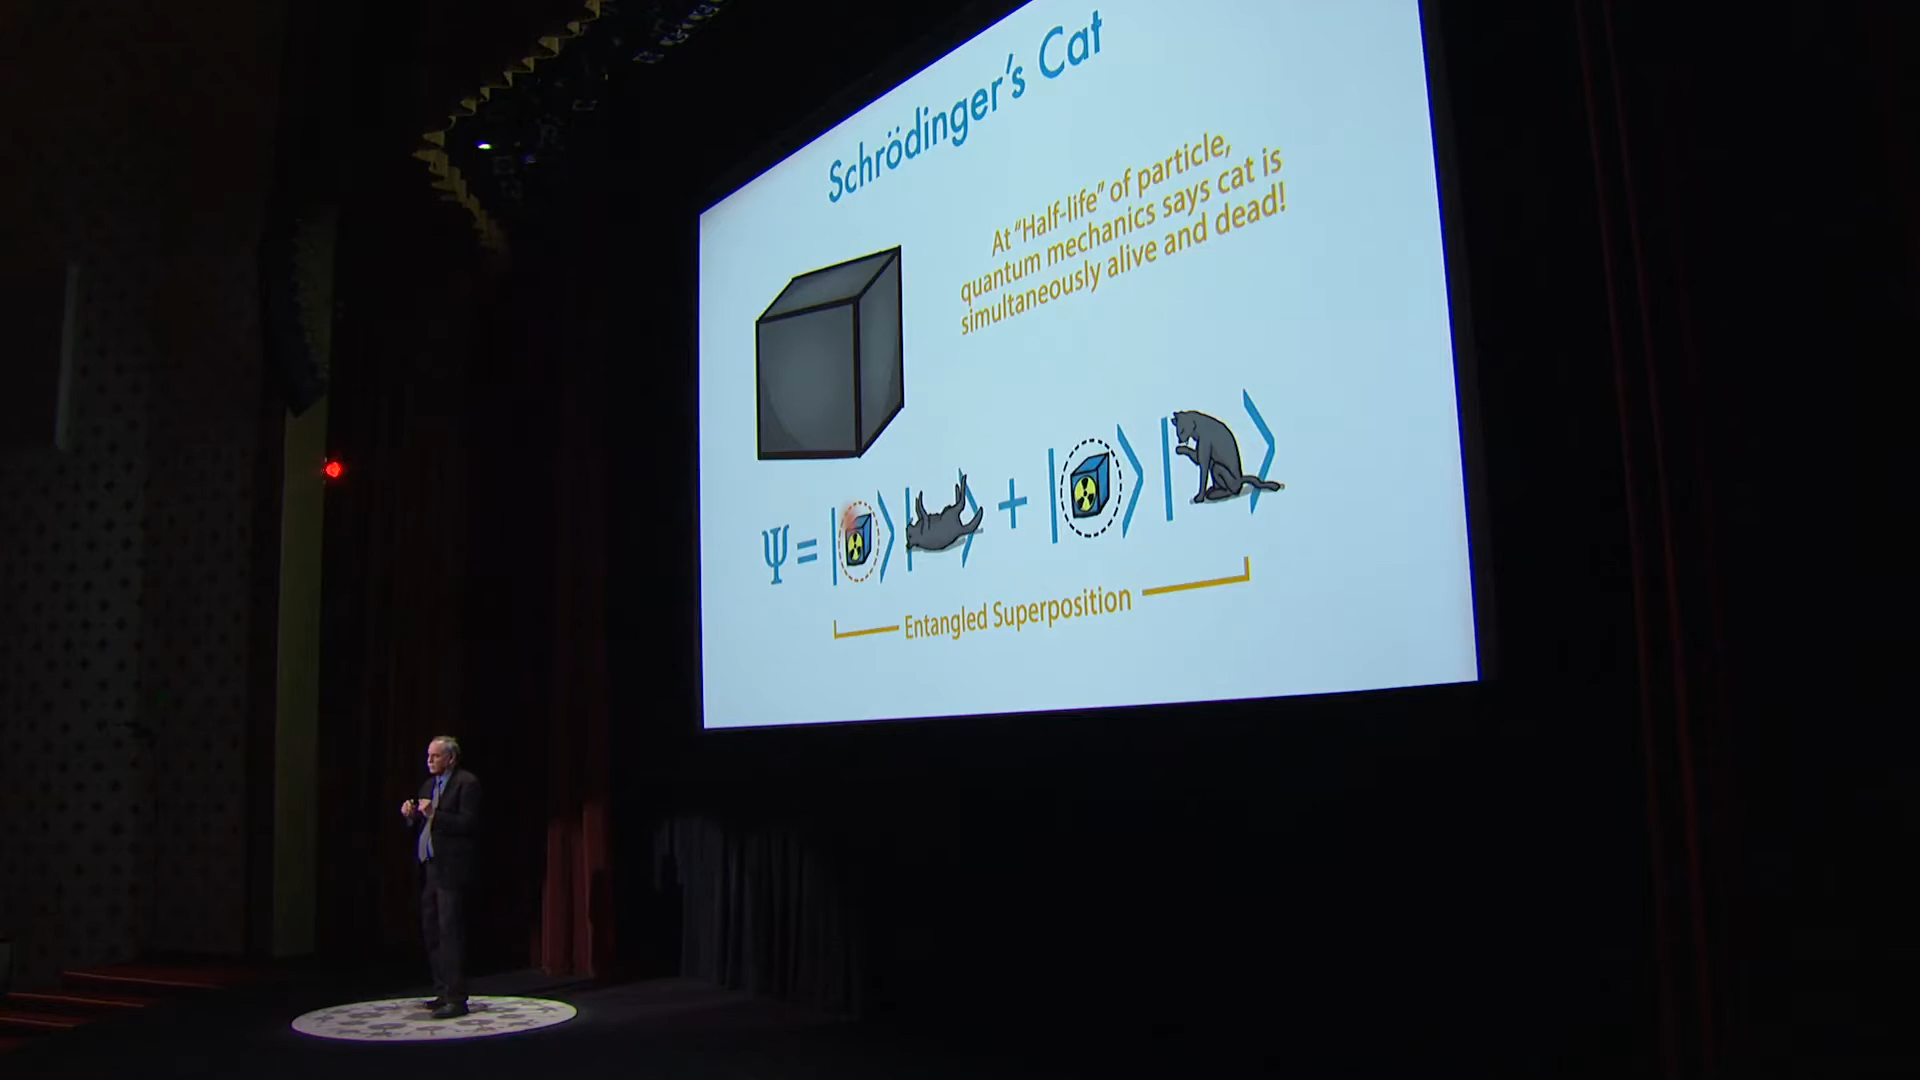 Schrödinger's Cat
At "Half-life" of particle,
quantum mechanics says cat is
simultaneously alive and dead!
Ψ = | ⟩ | ⟩ + | ⟩ | ⟩
Entangled Superposition